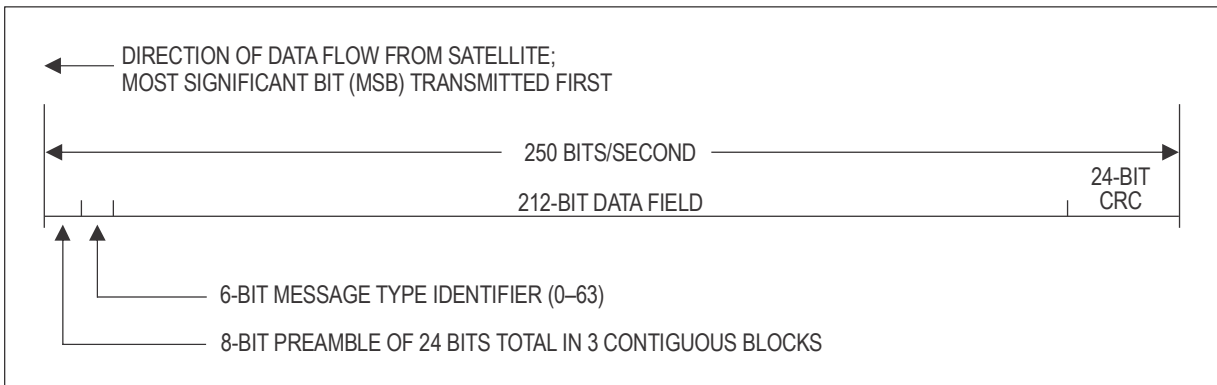 DIRECTION OF DATA FLOW FROM SATELLITE;
MOST SIGNIFICANT BIT (MSB) TRANSMITTED FIRST
250 BITS/SECOND
24-BIT
CRC
212-BIT DATA FIELD
6-BIT MESSAGE TYPE IDENTIFIER (0–63)
8-BIT PREAMBLE OF 24 BITS TOTAL IN 3 CONTIGUOUS BLOCKS